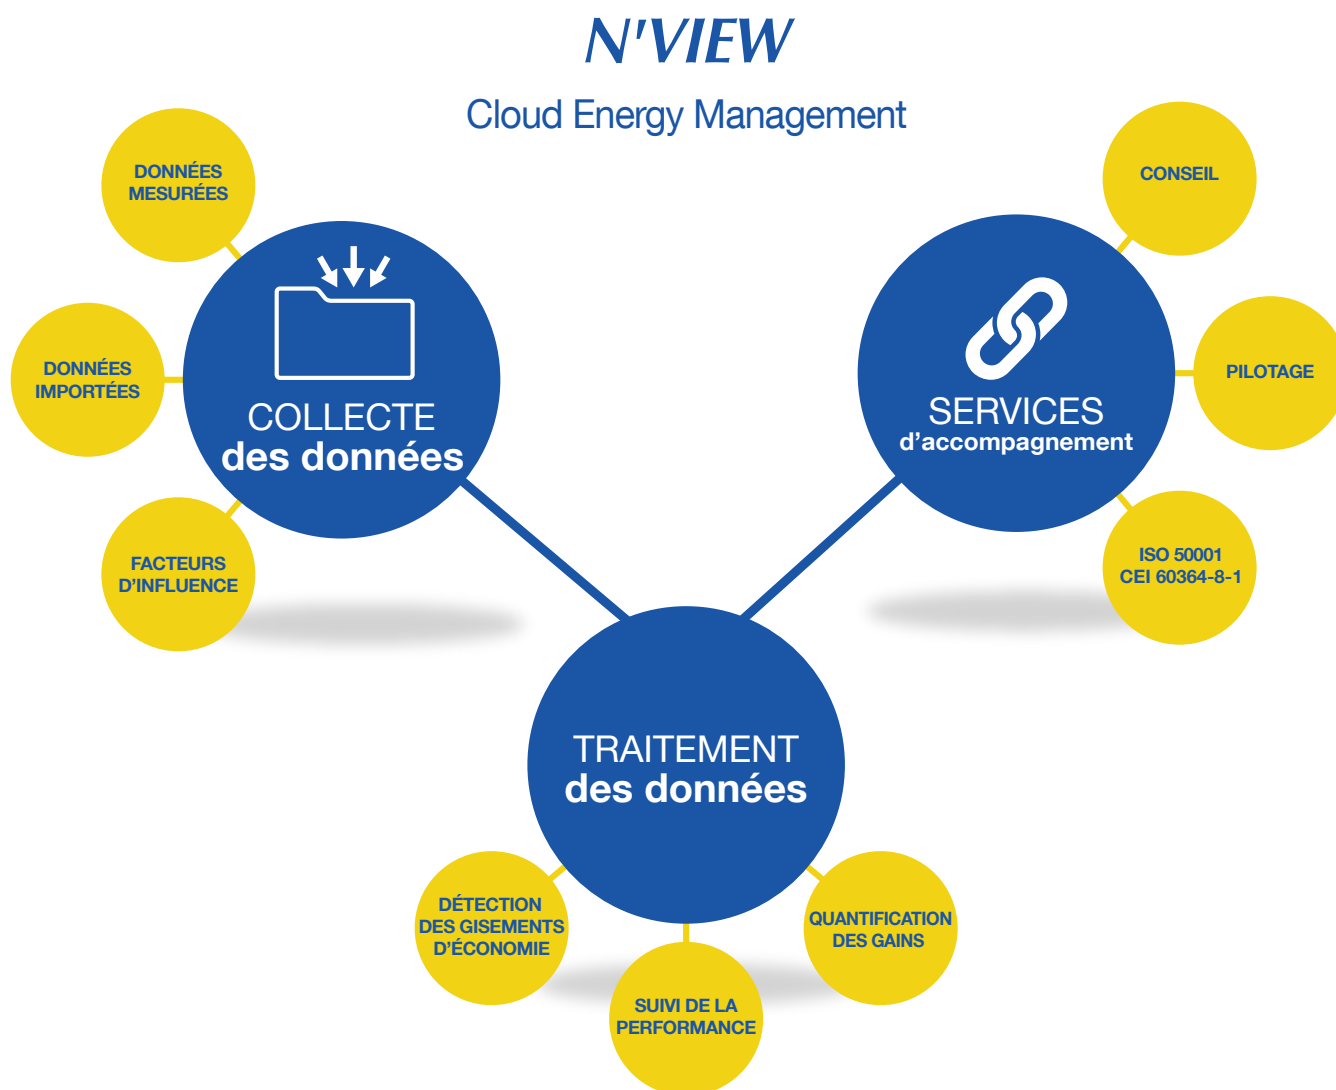 N'VIEW
Cloud Energy Management
DONNÉES
MESURÉES
DONNÉES
IMPORTÉES
FACTEURS
D’INFLUENCE
COLLECTE
des données
CONSEIL
PILOTAGE
ISO 50001
CEI 60364-8-1
SERVICES
d’accompagnement
TRAITEMENT
des données
DÉTECTION
DES GISEMENTS
D’ÉCONOMIE
SUIVI DE LA
PERFORMANCE
QUANTIFICATION
DES GAINS